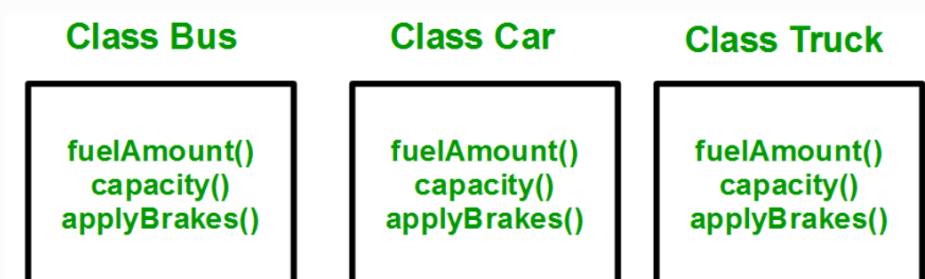 Class Bus
Class Car
Class Truck
fuelAmount()
capacity()
applyBrakes()
fuelAmount()
capacity()
applyBrakes()
fuelAmount()
capacity()
applyBrakes()